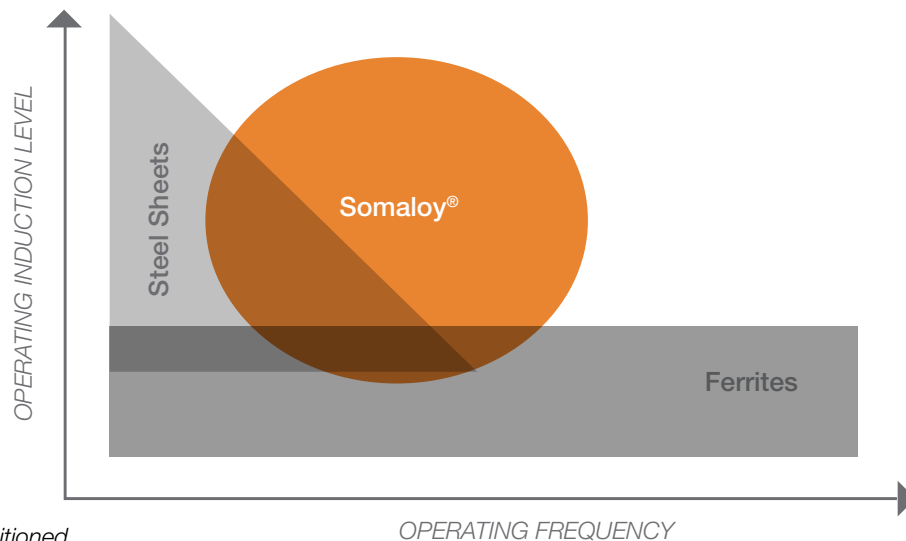 OPERATING INDUCTION LEVEL
Steel Sheets
Somaloy®
Ferrites
OPERATING FREQUENCY